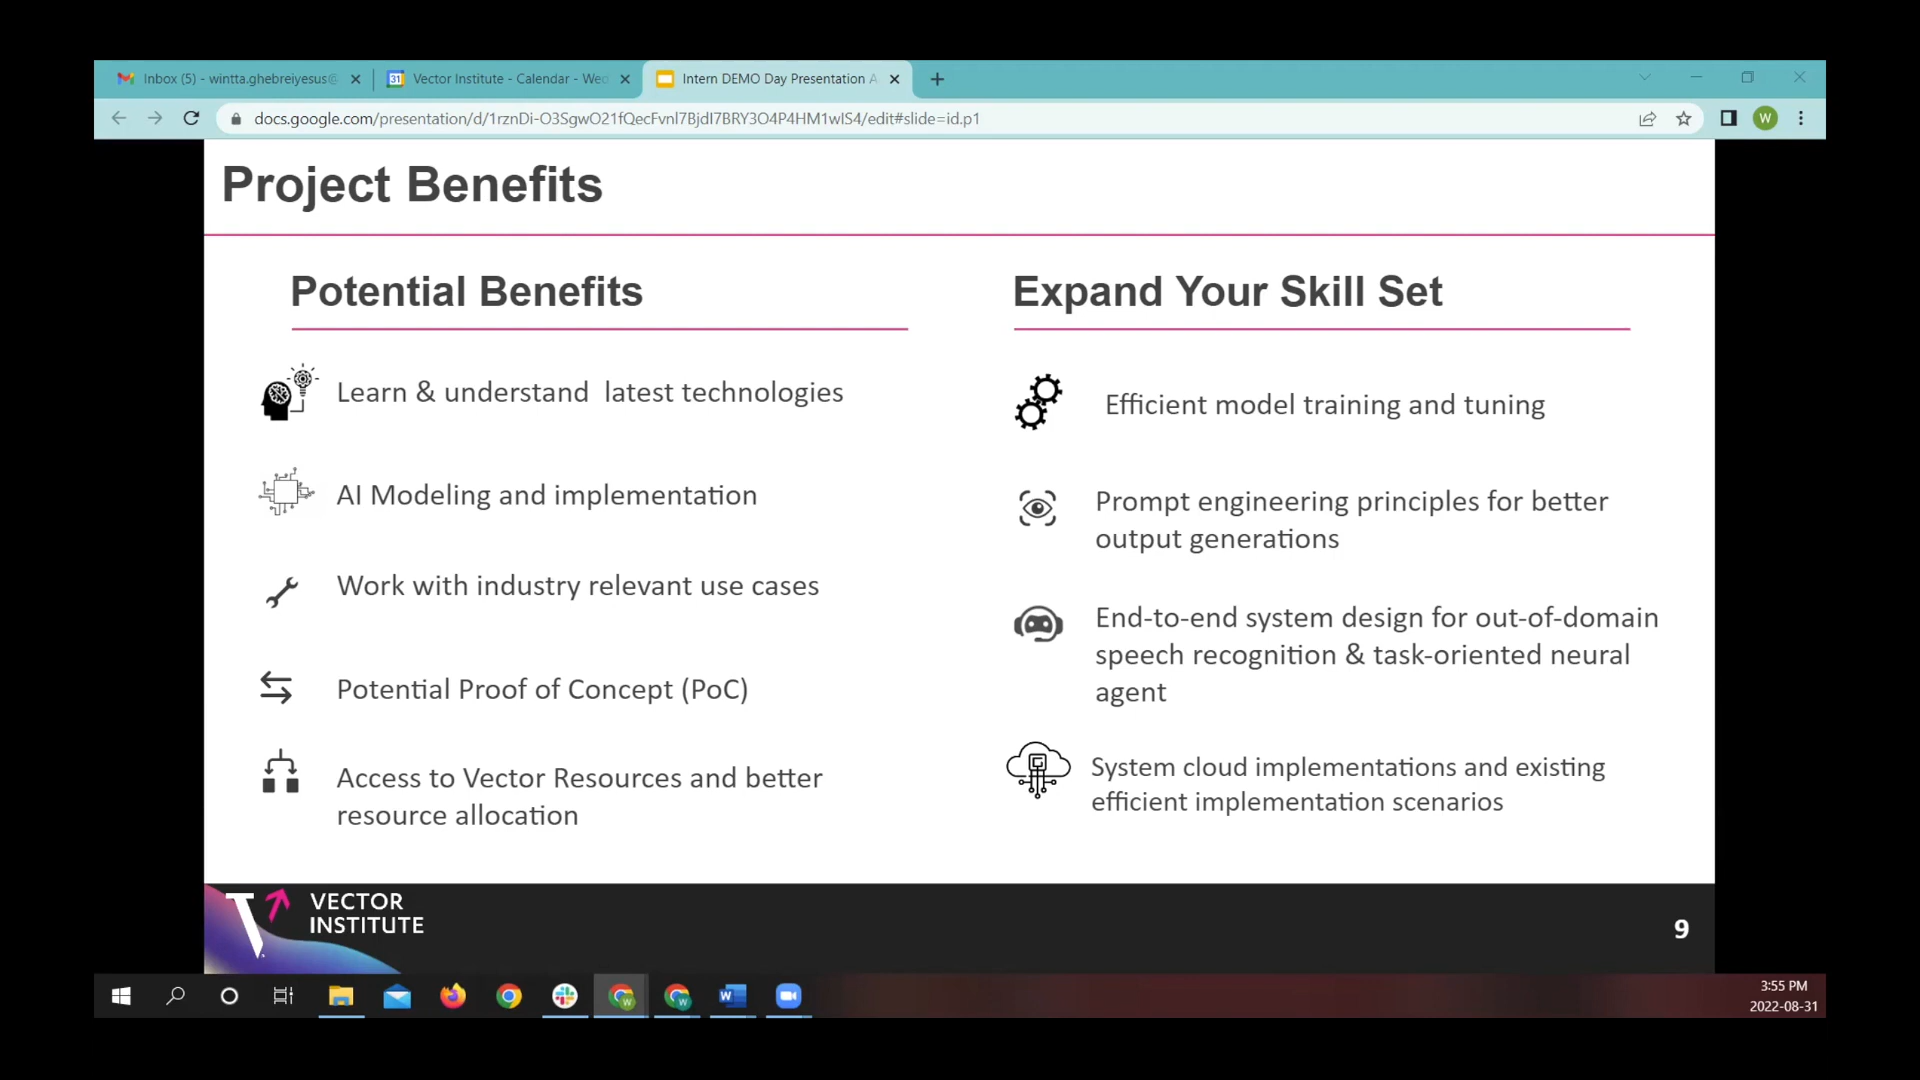 Inbox (5) - wintta.ghebreiyesus@
Vector Institute - Calendar - Wed
Intern DEMO Day Presentation A
docs.google.com/presentation/d/1rznDi-O3SgwO21fQecFvnl7BjdI7BRY3O4P4HM1wlS4/edit#slide=id.p1
W
Project Benefits
Potential Benefits
Learn & understand latest technologies
AI Modeling and implementation
Work with industry relevant use cases
Potential Proof of Concept (PoC)
Access to Vector Resources and better
resource allocation
Expand Your Skill Set
Efficient model training and tuning
Prompt engineering principles for better
output generations
End-to-end system design for out-of-domain
speech recognition & task-oriented neural
agent
System cloud implementations and existing
efficient implementation scenarios
VECTOR
INSTITUTE
9
3:55 PM
2022-08-31